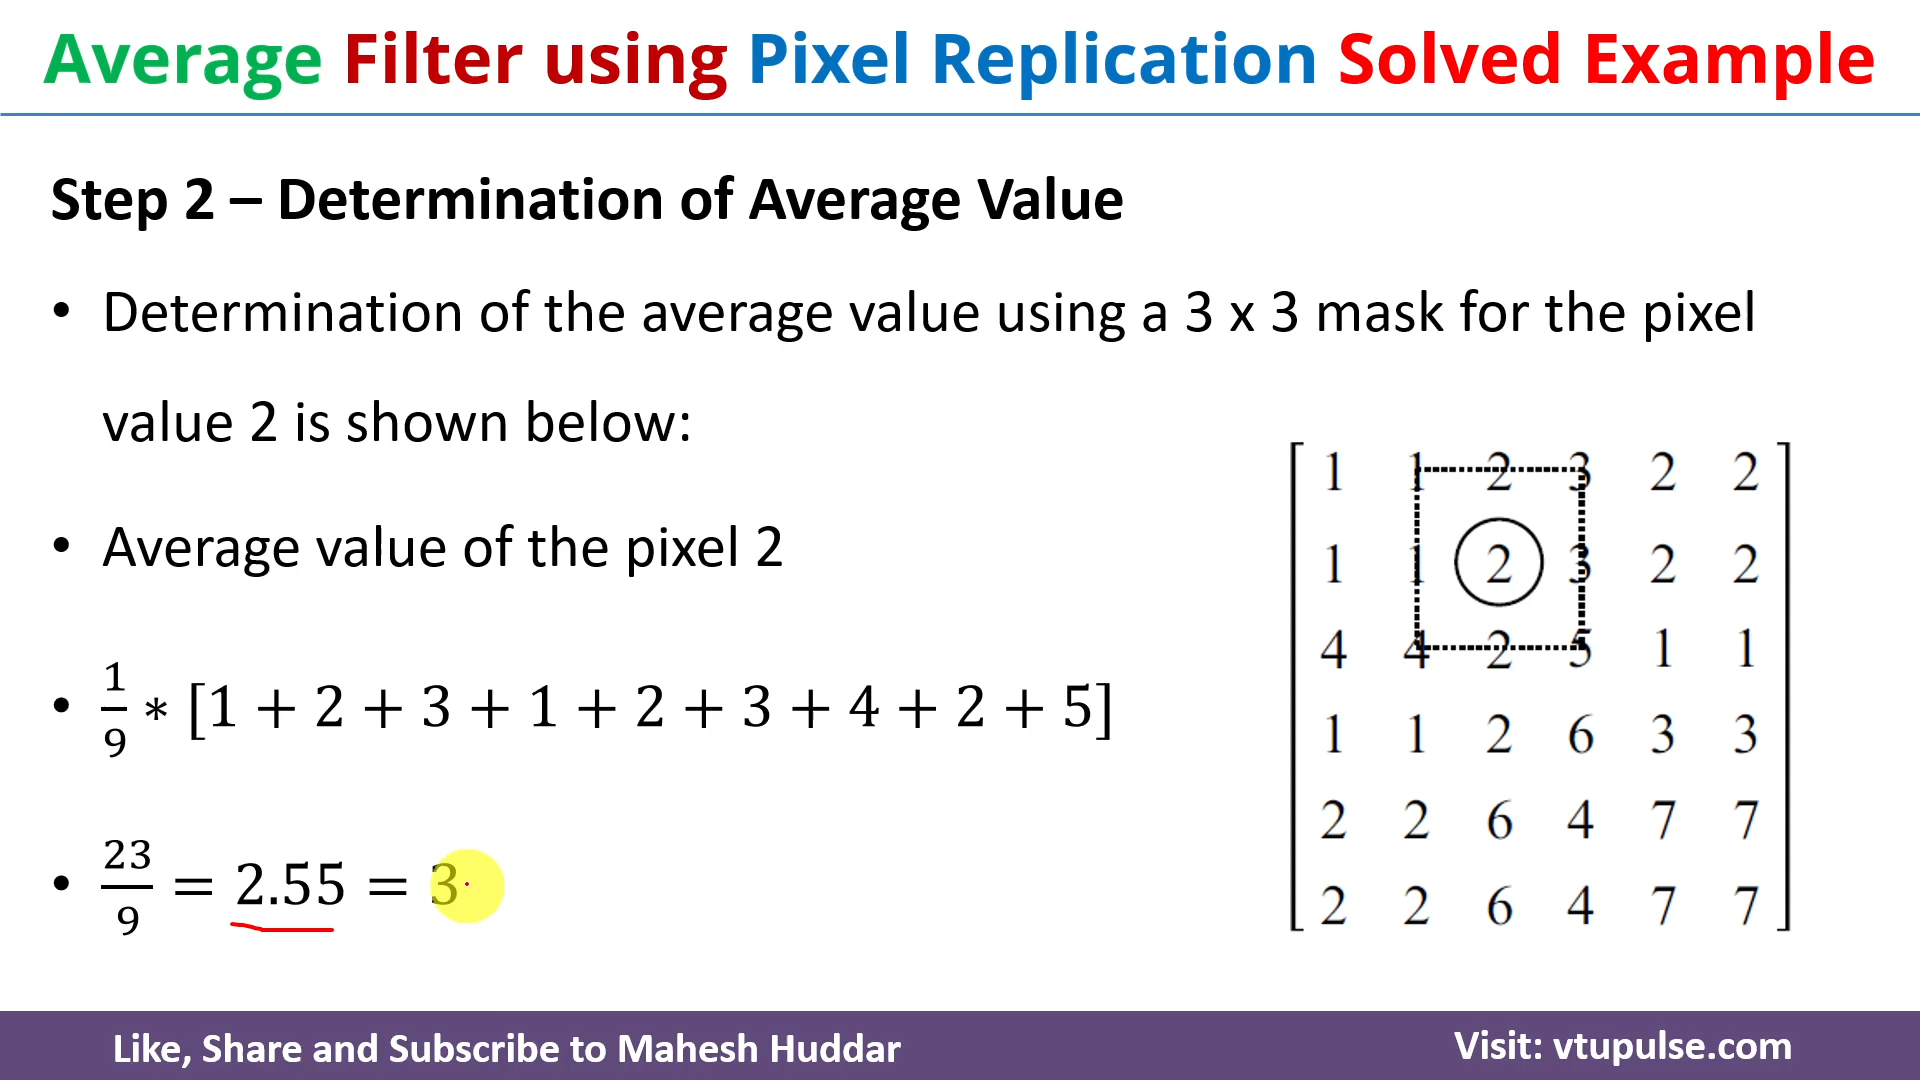 Average Filter using Pixel Replication Solved Example
Step 2 – Determination of Average Value
• Determination of the average value using a 3 x 3 mask for the pixel
value 2 is shown below:
• Average value of the pixel 2
• 1/9 * [1 + 2 + 3 + 1 + 2 + 3 + 4 + 2 + 5]
• 23/9 = 2.55 = 3
1 1 2 3 2 2
1 1 2 3 2 2
4 4 2 5 1 1
1 1 2 6 3 3
2 2 6 4 7 7
2 2 6 4 7 7
Like, Share and Subscribe to Mahesh Huddar
Visit: vtupulse.com